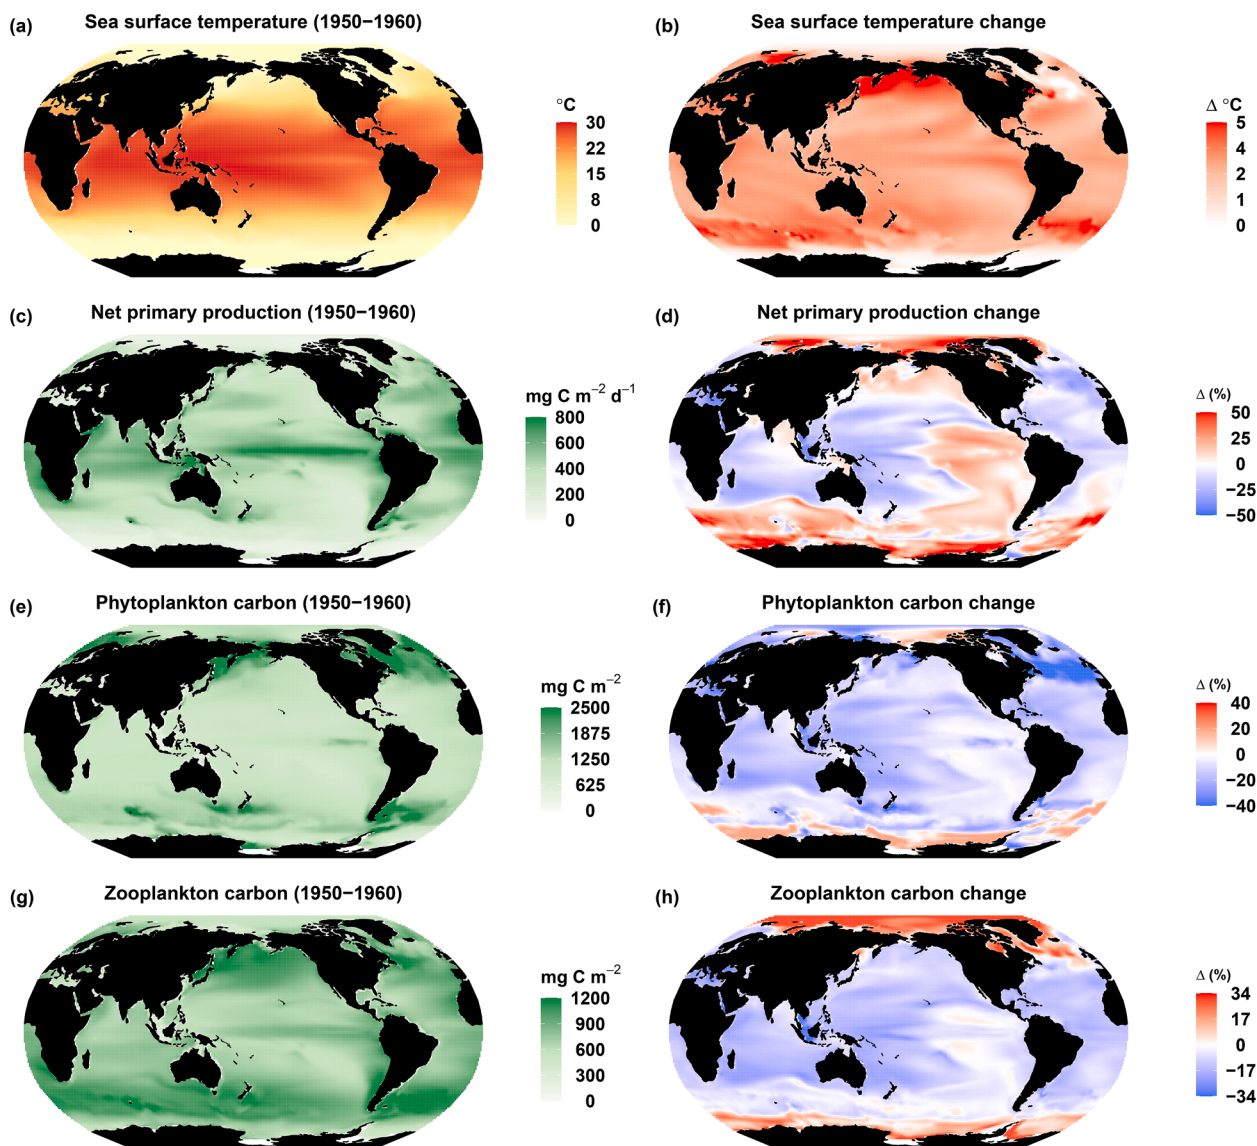 (a)
Sea surface temperature (1950−1960)
°C
30
22
15
8
0
(b)
Sea surface temperature change
Δ °C
5
4
2
1
0
(c)
Net primary production (1950−1960)
mg C m⁻² d⁻¹
800
600
400
200
0
(d)
Net primary production change
Δ (%)
50
25
0
−25
−50
(e)
Phytoplankton carbon (1950−1960)
mg C m⁻²
2500
1875
1250
625
0
(f)
Phytoplankton carbon change
Δ (%)
40
20
0
−20
−40
(g)
Zooplankton carbon (1950−1960)
mg C m⁻²
1200
900
600
300
0
(h)
Zooplankton carbon change
Δ (%)
34
17
0
−17
−34